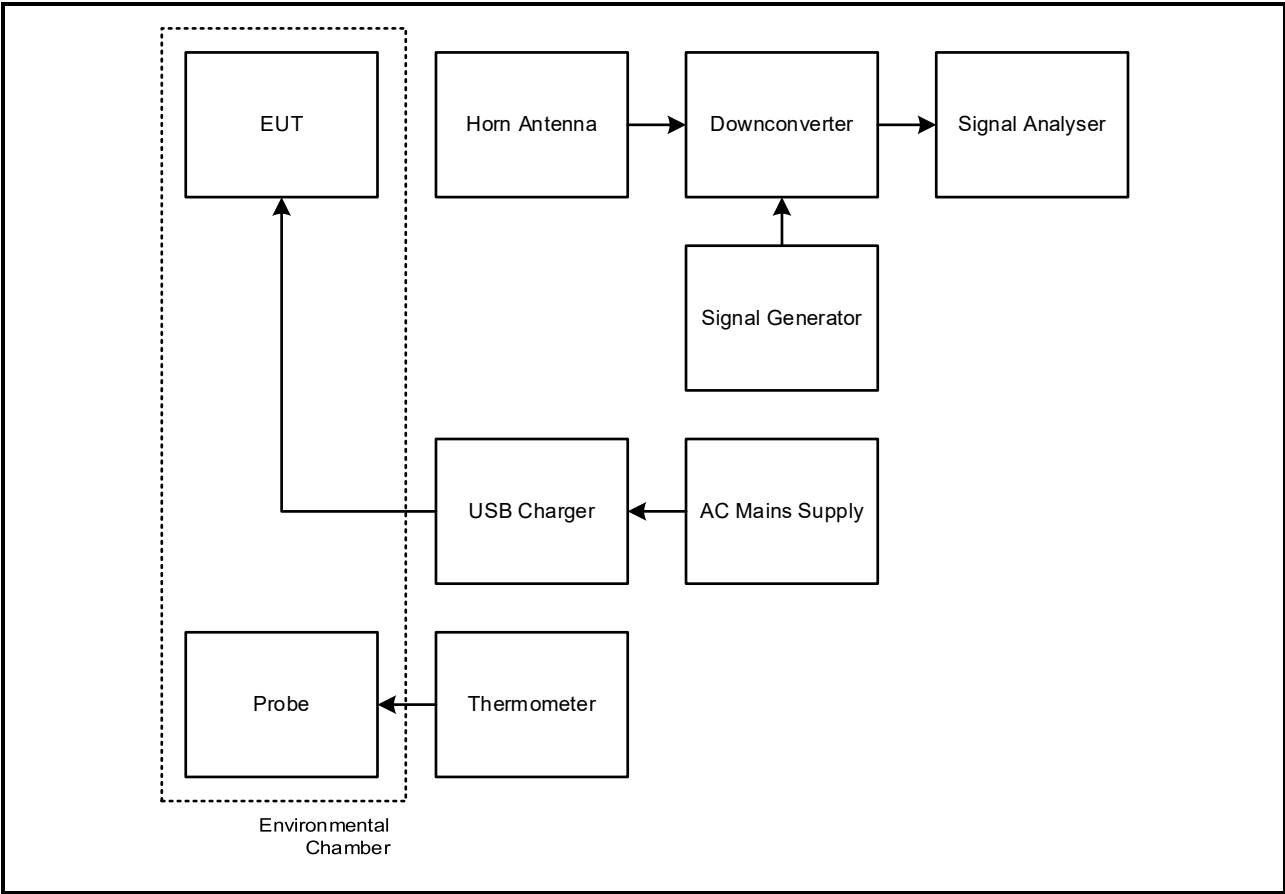 EUT
Horn Antenna
Downconverter
Signal Analyser
Signal Generator
USB Charger
AC Mains Supply
Probe
Thermometer
Environmental
Chamber